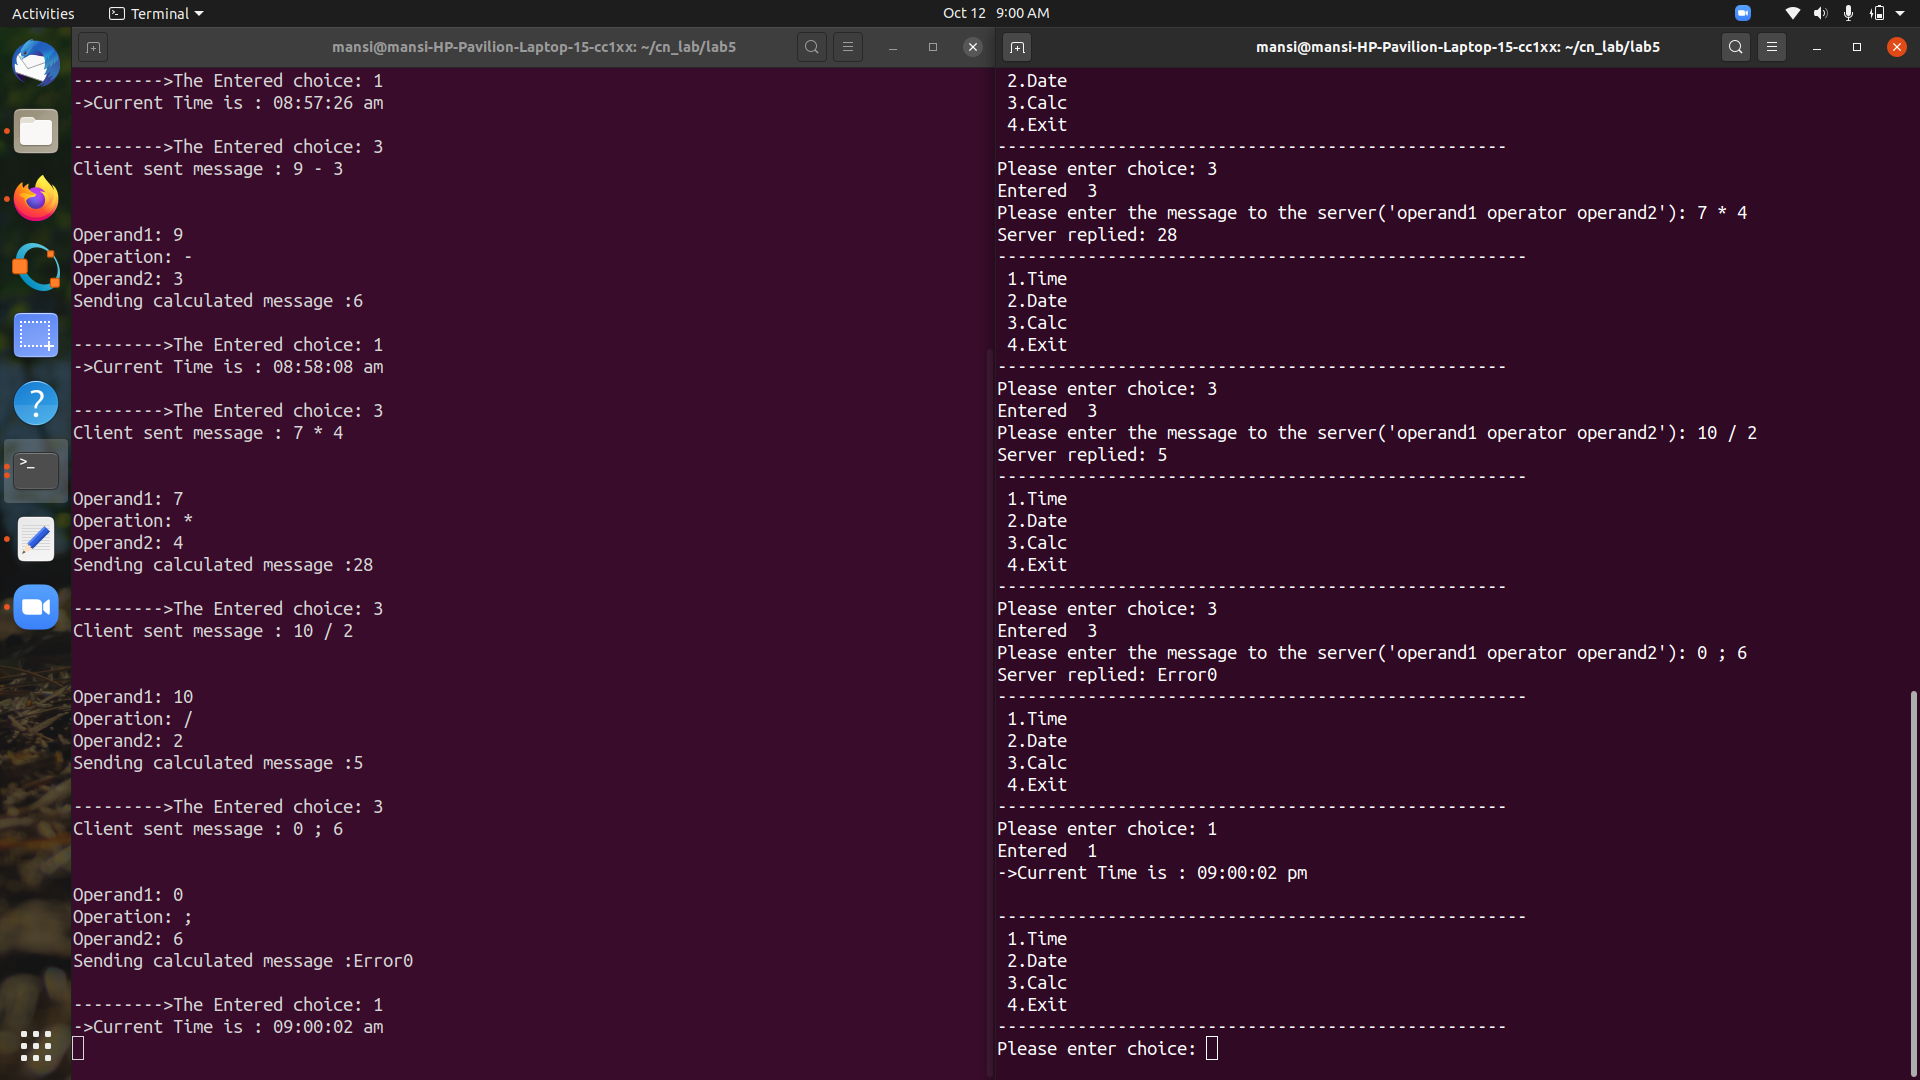 Activities
Terminal
Oct 12 9:00 AM
mansi@mansi-HP-Pavilion-Laptop-15-cc1xx: ~/cn_lab/lab5
--------->The Entered choice: 1
->Current Time is : 08:57:26 am
--------->The Entered choice: 3
Client sent message : 9 - 3
Operand1: 9
Operation: -
Operand2: 3
Sending calculated message :6
--------->The Entered choice: 1
->Current Time is : 08:58:08 am
--------->The Entered choice: 3
Client sent message : 7 * 4
Operand1: 7
Operation: *
Operand2: 4
Sending calculated message :28
--------->The Entered choice: 3
Client sent message : 10 / 2
Operand1: 10
Operation: /
Operand2: 2
Sending calculated message :5
--------->The Entered choice: 3
Client sent message : 0 ; 6
Operand1: 0
Operation: ;
Operand2: 6
Sending calculated message :Error0
--------->The Entered choice: 1
->Current Time is : 09:00:02 am
mansi@mansi-HP-Pavilion-Laptop-15-cc1xx: ~/cn_lab/lab5
2.Date
3.Calc
4.Exit
---------------------------------------------------
Please enter choice: 3
Entered  3
Please enter the message to the server('operand1 operator operand2'): 7 * 4
Server replied: 28
-----------------------------------------------------
1.Time
2.Date
3.Calc
4.Exit
---------------------------------------------------
Please enter choice: 3
Entered  3
Please enter the message to the server('operand1 operator operand2'): 10 / 2
Server replied: 5
-----------------------------------------------------
1.Time
2.Date
3.Calc
4.Exit
---------------------------------------------------
Please enter choice: 3
Entered  3
Please enter the message to the server('operand1 operator operand2'): 0 ; 6
Server replied: Error0
-----------------------------------------------------
1.Time
2.Date
3.Calc
4.Exit
---------------------------------------------------
Please enter choice: 1
Entered  1
->Current Time is : 09:00:02 pm
-----------------------------------------------------
1.Time
2.Date
3.Calc
4.Exit
---------------------------------------------------
Please enter choice: